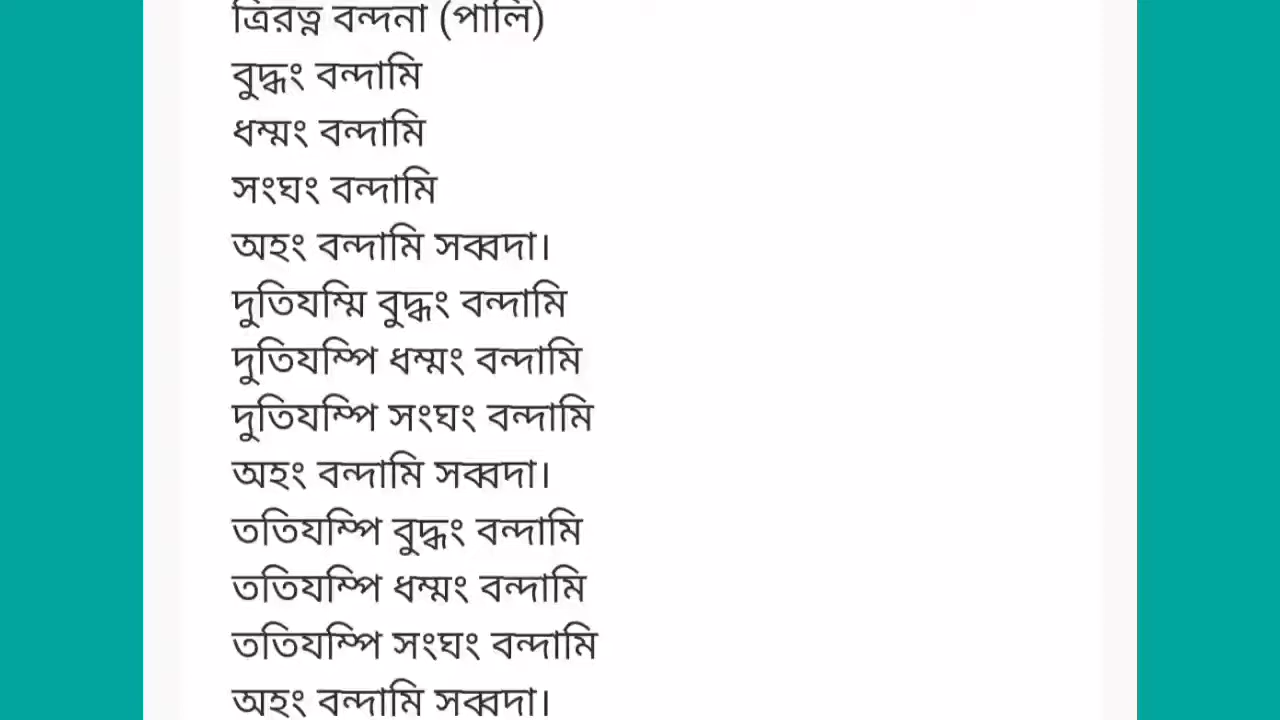 ত্রিরত্ন বন্দনা (পালি)
বুদ্ধং বন্দামি
ধম্মং বন্দামি
সংঘং বন্দামি
অহং বন্দামি সব্বদা।
দুতিযম্মি বুদ্ধং বন্দামি
দুতিযম্পি ধম্মং বন্দামি
দুতিযম্পি সংঘং বন্দামি
অহং বন্দামি সব্বদা।
ততিযম্পি বুদ্ধং বন্দামি
ততিযম্পি ধম্মং বন্দামি
ততিযম্পি সংঘং বন্দামি
অহং বন্দামি সব্বদা।